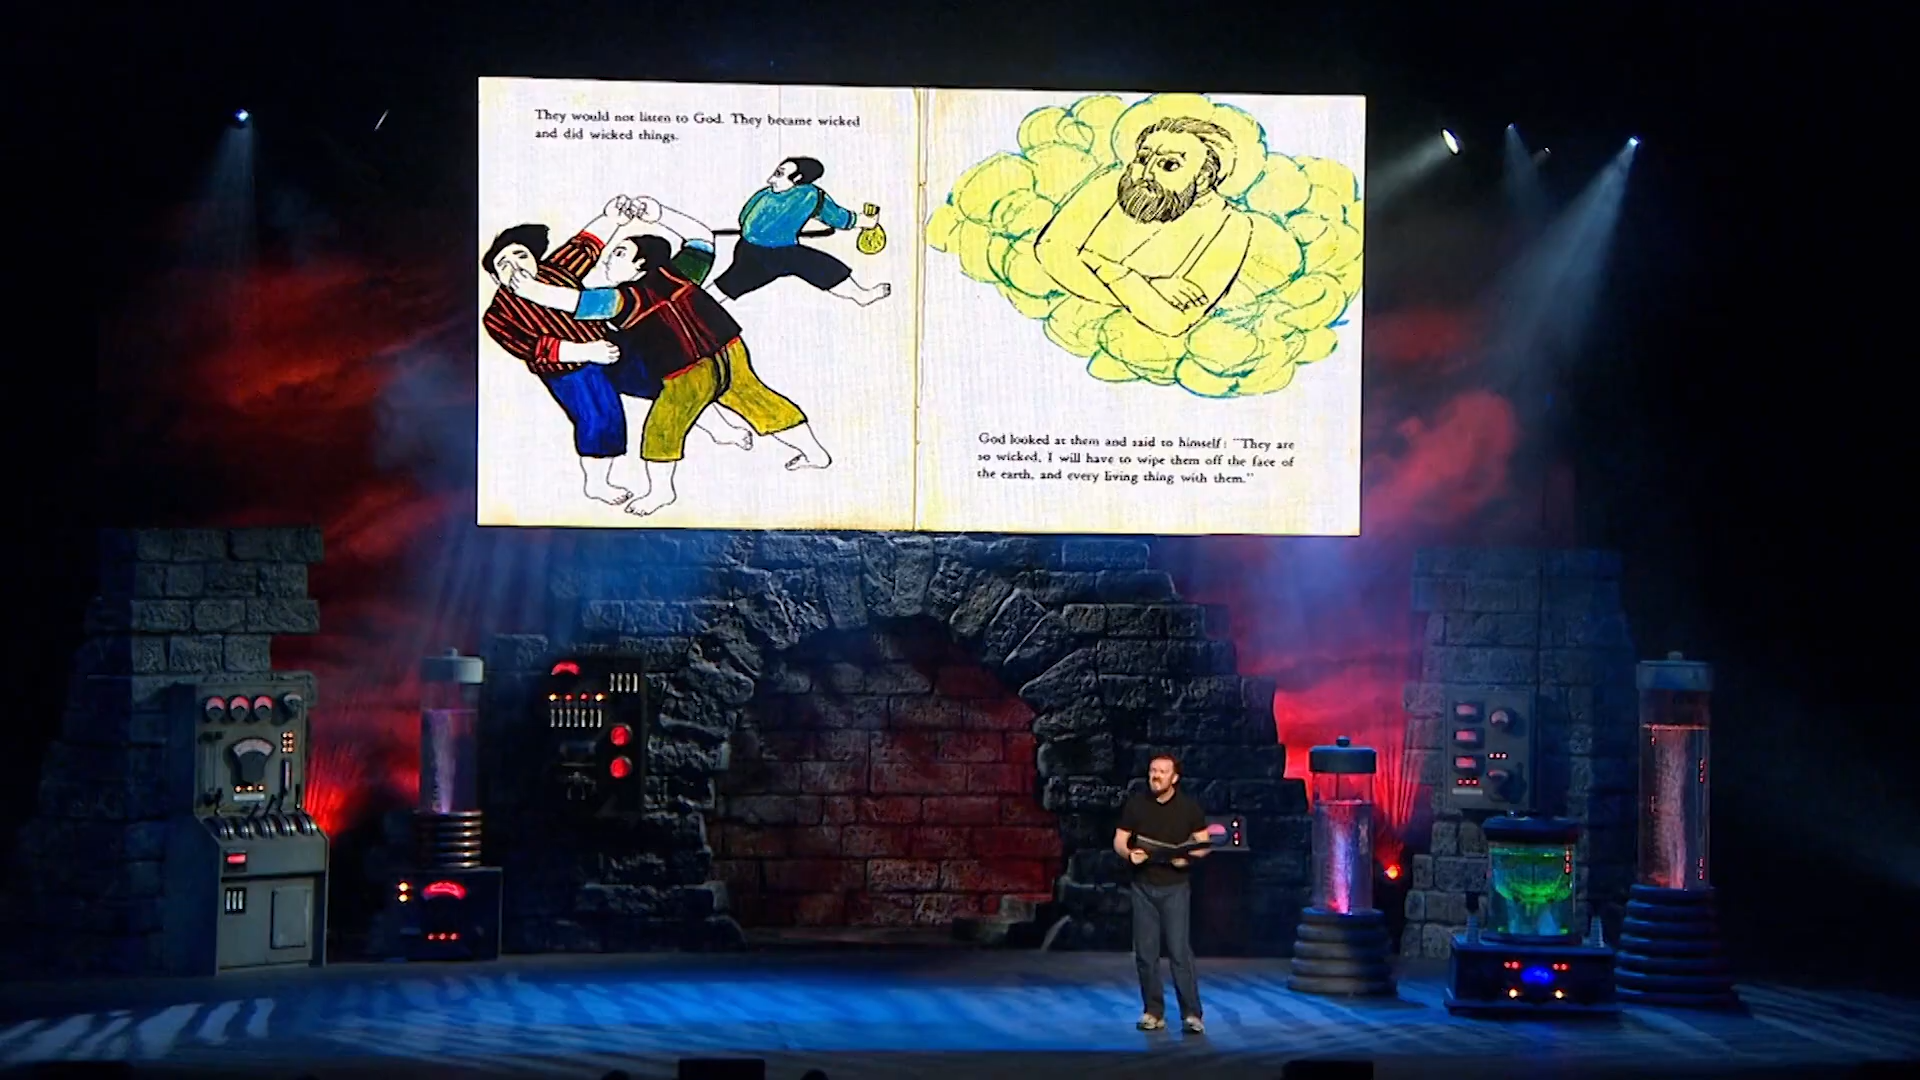 They would not listen to God. They became wicked
and did wicked things.
God looked at them and said to himself: "They are
so wicked, I will have to wipe them off the face of
the earth, and every living thing with them."